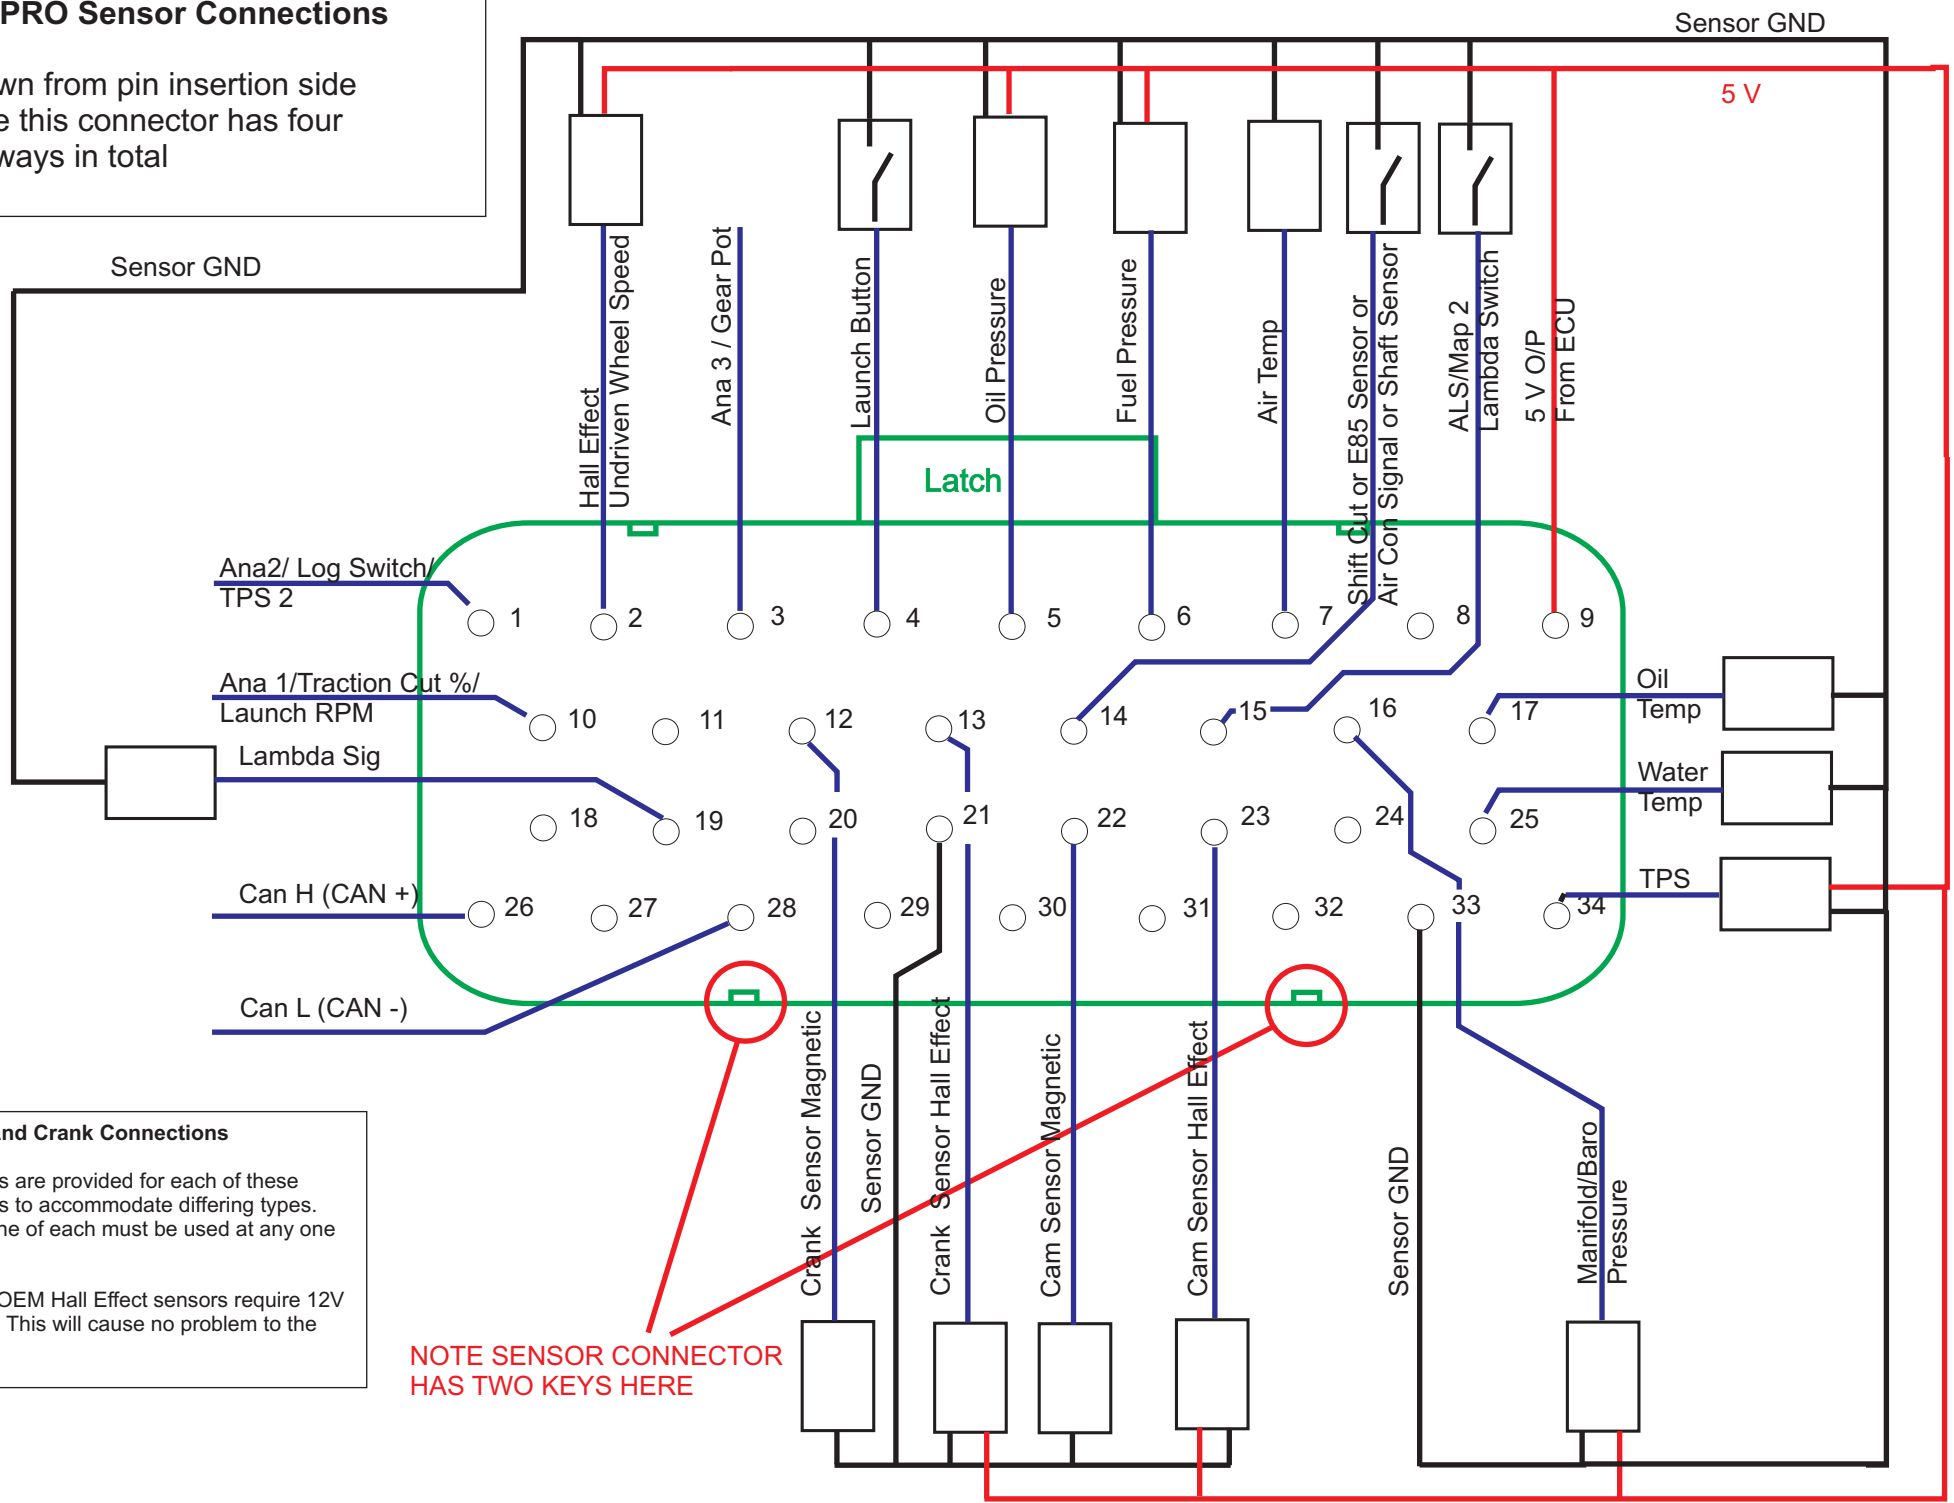 PRO Sensor Connections
wn from pin insertion side
e this connector has four
ways in total
Sensor GND
5 V
Sensor GND
Hall Effect
Undriven Wheel Speed
Ana 3 / Gear Pot
Launch Button
Oil Pressure
Fuel Pressure
Air Temp
Shift Cut or E85 Sensor or
Air Con Signal or Shaft Sensor
ALS/Map 2
Lambda Switch
5 V O/P
From ECU
Latch
Ana2/ Log Switch/
TPS 2
1
2
3
4
5
6
7
8
9
Ana 1/Traction Cut %/
Launch RPM
10
11
12
13
14
15
16
17
Oil
Temp
Lambda Sig
18
19
20
21
22
23
24
25
Water
Temp
Can H (CAN +)
26
27
28
29
30
31
32
33
34
TPS
Can L (CAN -)
Crank Sensor Magnetic
Sensor GND
Crank Sensor Hall Effect
Cam Sensor Magnetic
Cam Sensor Hall Effect
Sensor GND
Manifold/Baro
Pressure
nd Crank Connections
s are provided for each of these
s to accommodate differing types.
ne of each must be used at any one
OEM Hall Effect sensors require 12V
This will cause no problem to the
NOTE SENSOR CONNECTOR
HAS TWO KEYS HERE